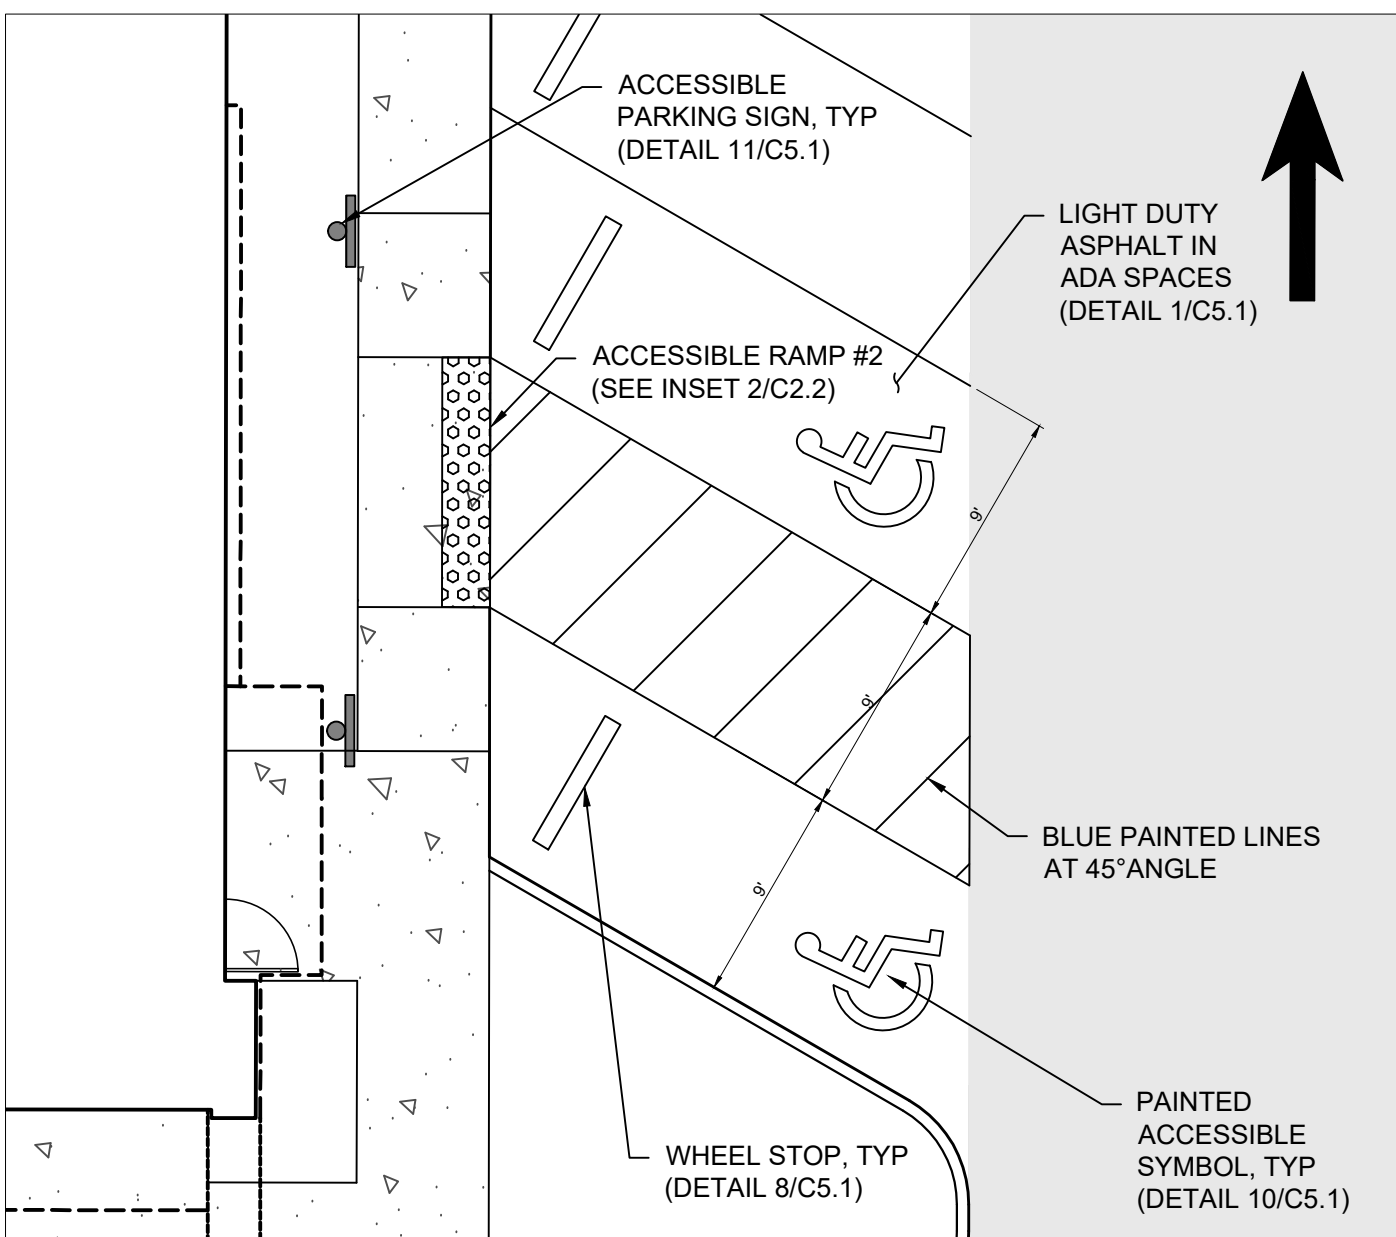 ACCESSIBLE
PARKING SIGN, TYP
(DETAIL 11/C5.1)
LIGHT DUTY
ASPHALT IN
ADA SPACES
(DETAIL 1/C5.1)
ACCESSIBLE RAMP #2
(SEE INSET 2/C2.2)
9'
9'
9'
BLUE PAINTED LINES
AT 45°ANGLE
WHEEL STOP, TYP
(DETAIL 8/C5.1)
PAINTED
ACCESSIBLE
SYMBOL, TYP
(DETAIL 10/C5.1)